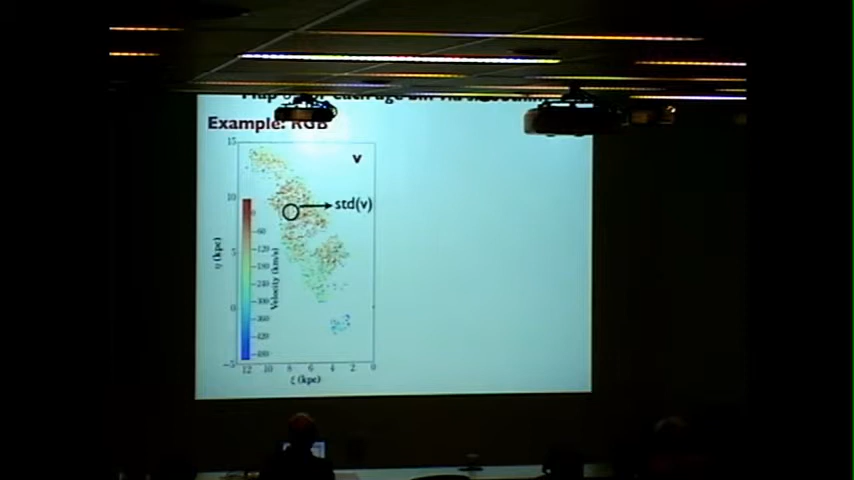 Example: RGB
15
v
10
std(v)
0
-60
5
-120
-180
-240
0
-300
-360
-420
-480
-5
12 10 8 6 4 2 0
Velocity (km/s)
η (kpc)
ξ (kpc)